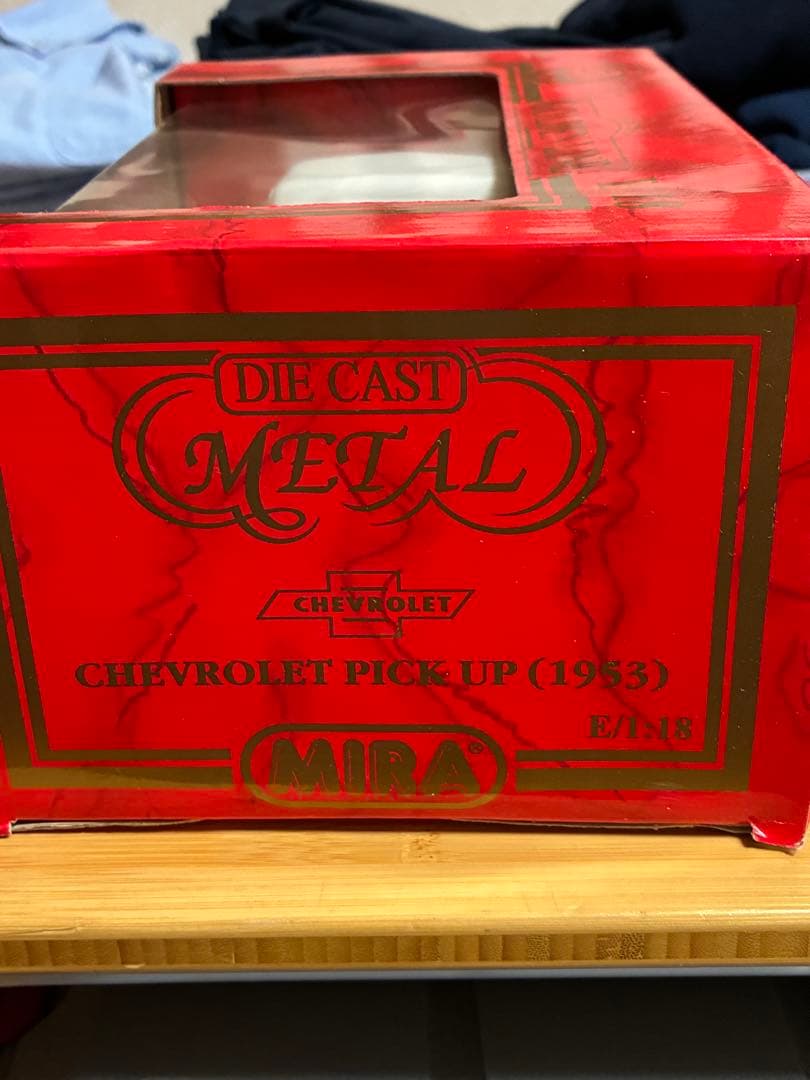 DIE CAST
METAL
CHEVROLET
CHEVROLET PICK UP (1953)
E/1:18
MIRA®